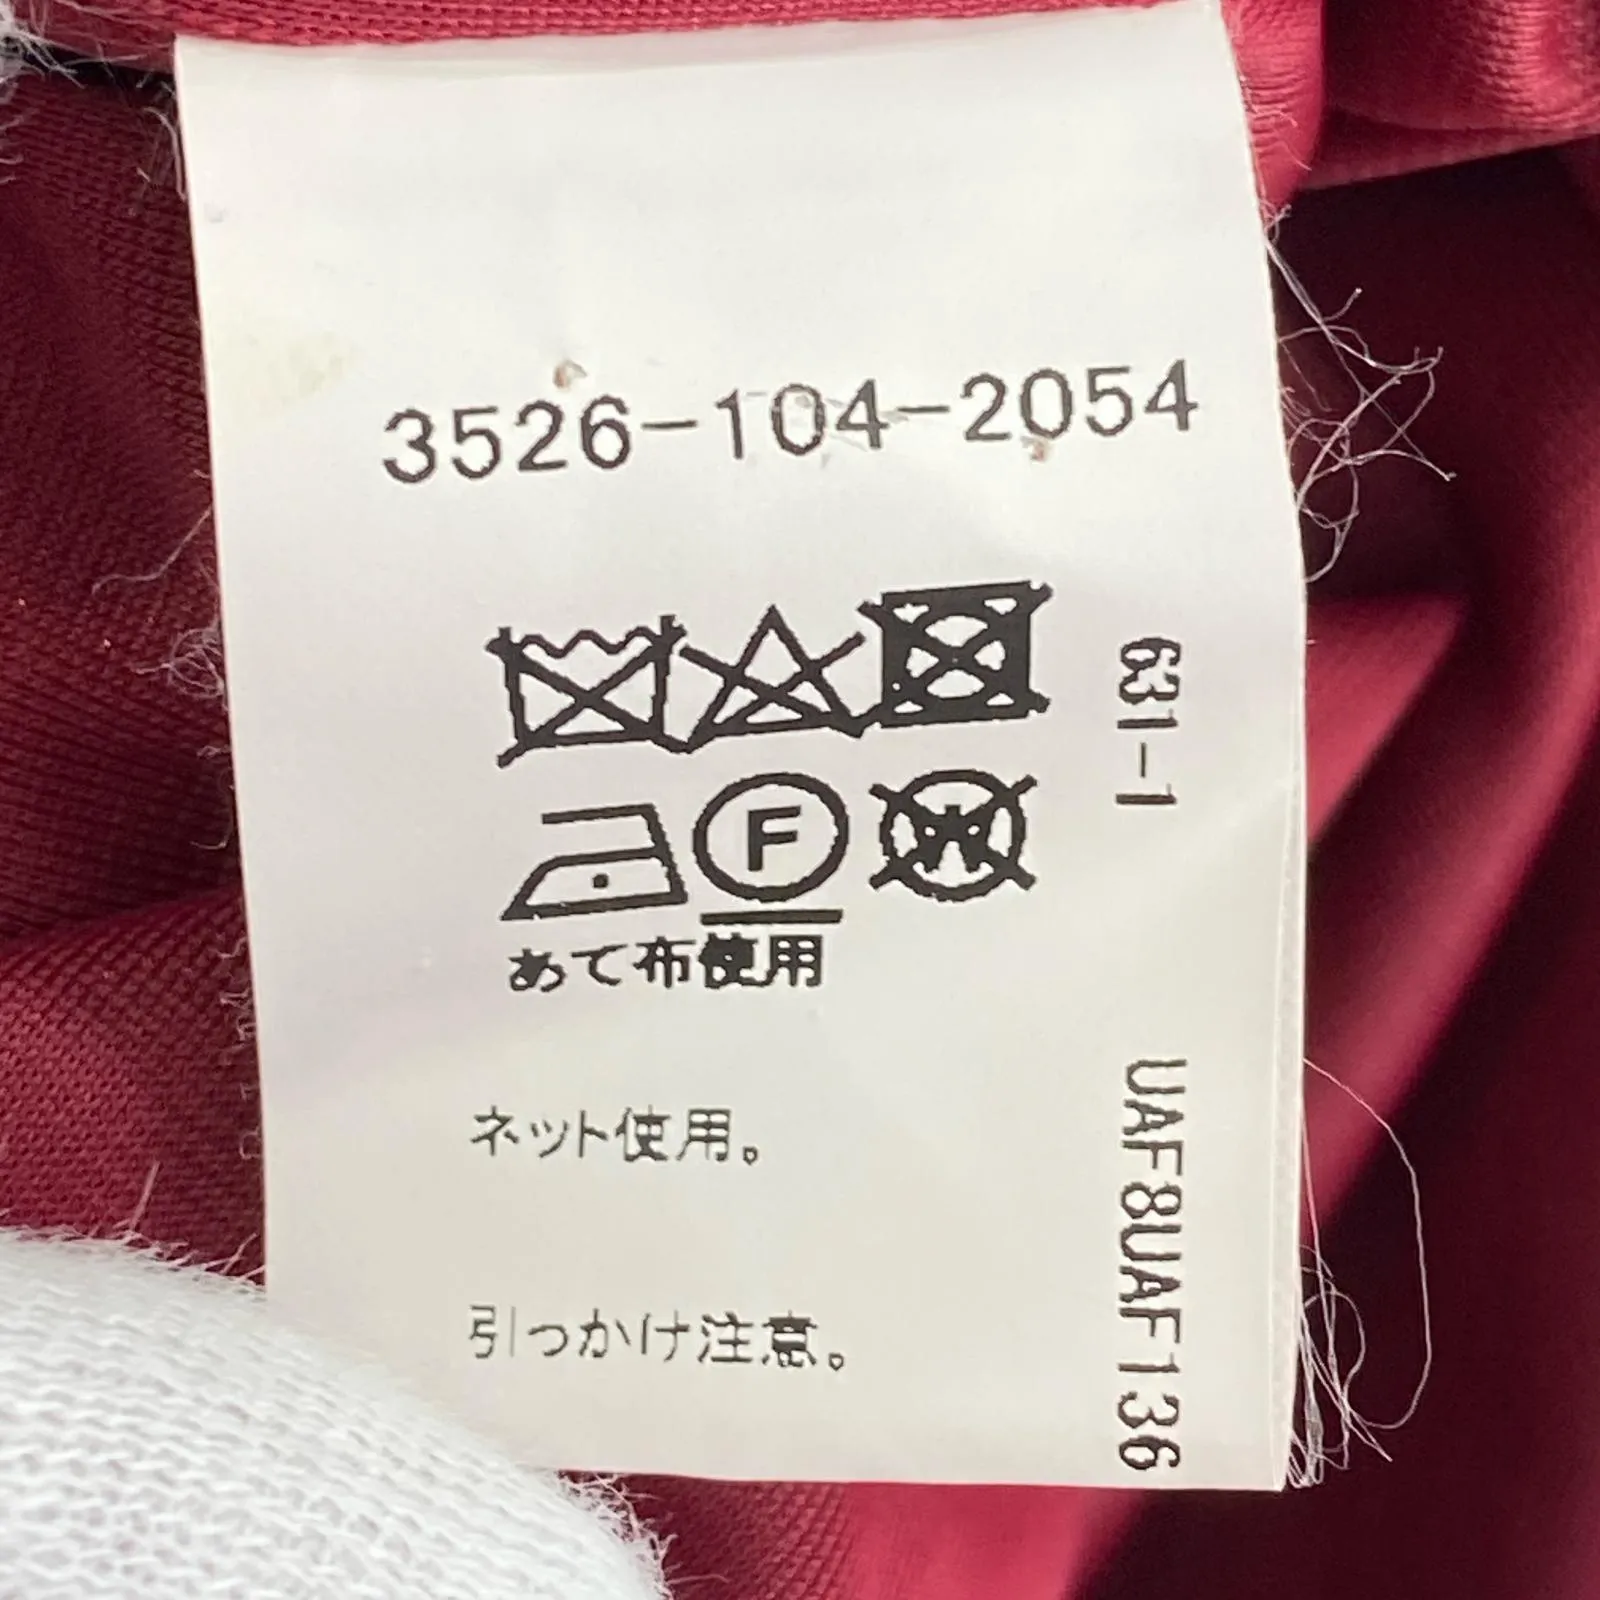 3526-104-2054
F
W
あて布使用
ネット使用。
引っかけ注意。
631-1
UAF8UAF136